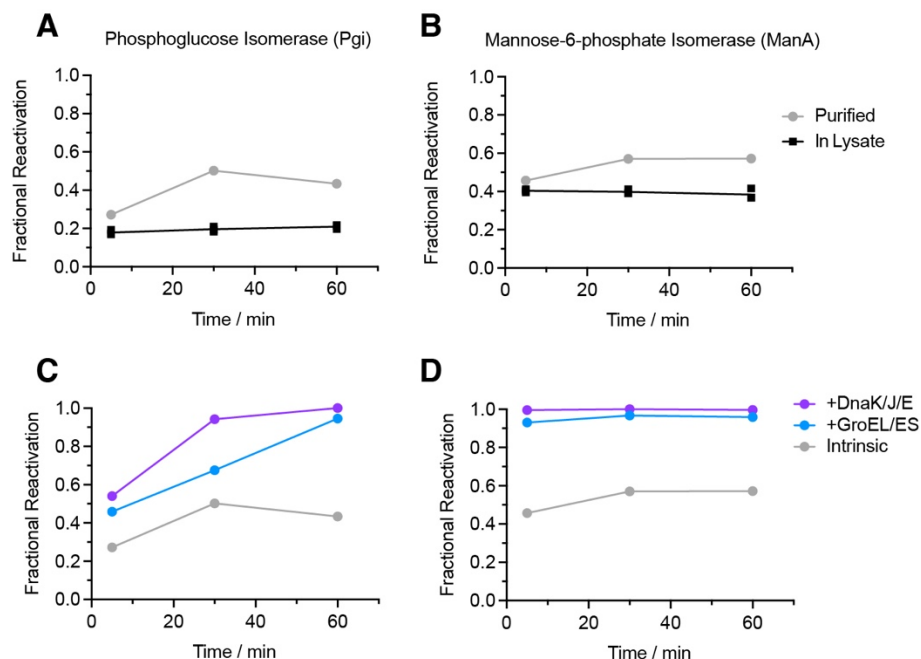 A
Phosphoglucose Isomerase (Pgi)
Fractional Reactivation
1.0
0.8
0.6
0.4
0.2
0.0
0 20 40 60
Time / min
B
Mannose-6-phosphate Isomerase (ManA)
Fractional Reactivation
1.0
0.8
0.6
0.4
0.2
0.0
0 20 40 60
Time / min
Purified
In Lysate
C
Fractional Reactivation
1.0
0.8
0.6
0.4
0.2
0.0
0 20 40 60
Time / min
D
Fractional Reactivation
1.0
0.8
0.6
0.4
0.2
0.0
0 20 40 60
Time / min
+DnaK/J/E
+GroEL/ES
Intrinsic